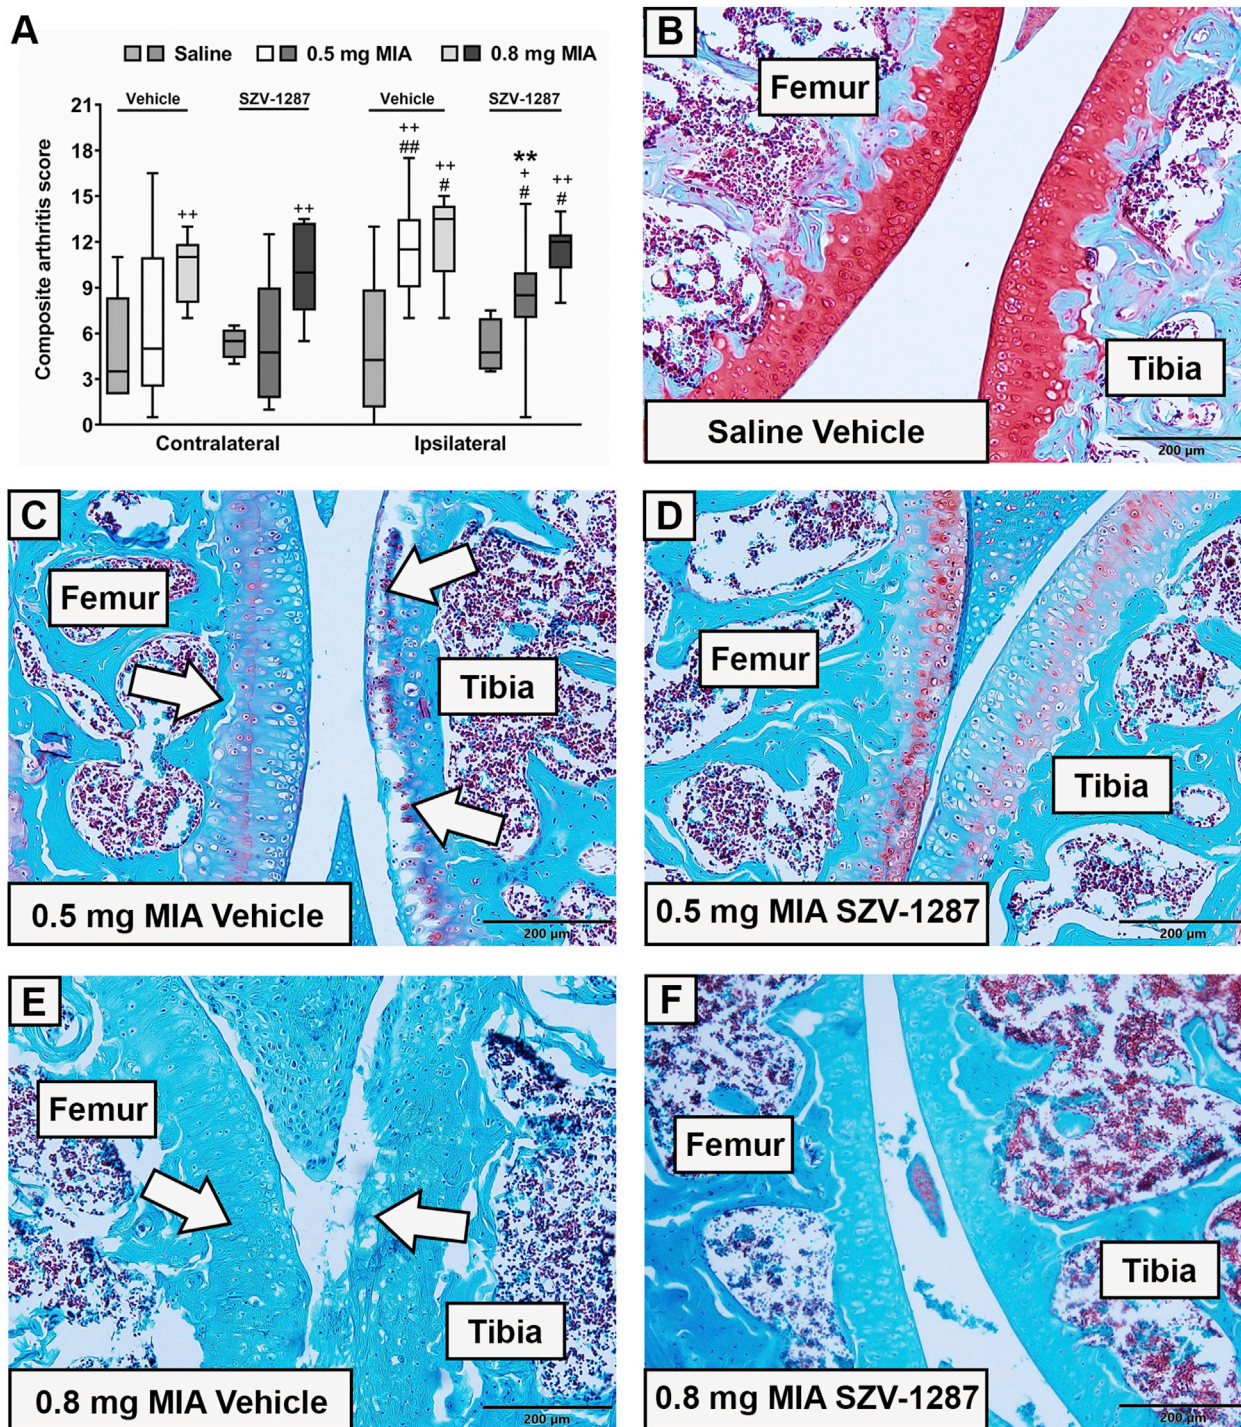 A
Saline 0.5 mg MIA 0.8 mg MIA
Vehicle SZV-1287 Vehicle SZV-1287
Composite arthritis score
21
18
15
12
9
6
3
0
++
++
++
##
++
#
**
+
#
++
#
Contralateral Ipsilateral
B
Femur
Tibia
Saline Vehicle
200 µm
C
Femur
Tibia
0.5 mg MIA Vehicle
200 µm
D
Femur
Tibia
0.5 mg MIA SZV-1287
200 µm
E
Femur
Tibia
0.8 mg MIA Vehicle
200 µm
F
Femur
Tibia
0.8 mg MIA SZV-1287
200 µm